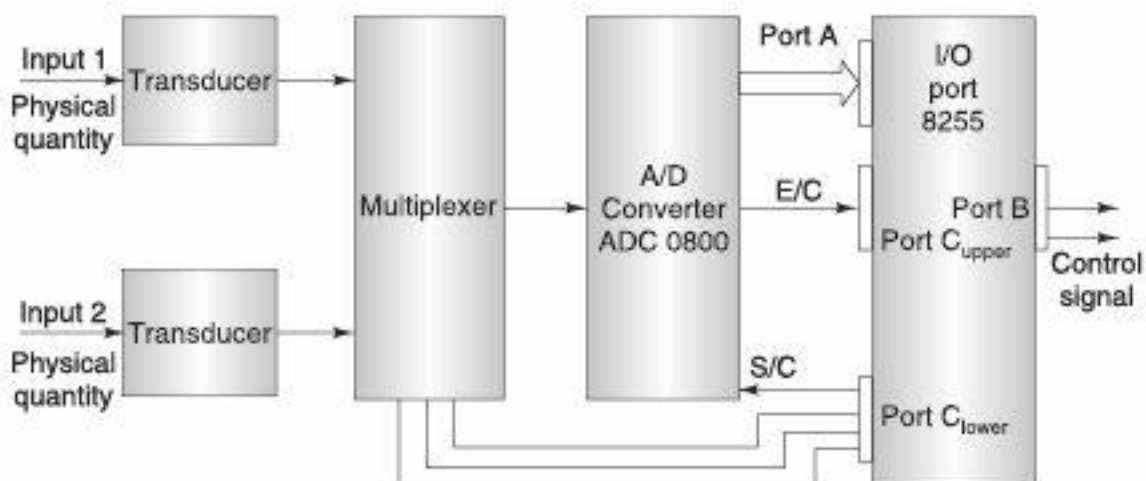 Input 1
Physical
quantity
Transducer
Input 2
Physical
quantity
Transducer
Multiplexer
A/D
Converter
ADC 0800
Port A
E/C
S/C
I/O
port
8255
Port B
Port Cupper
Port Clower
Control
signal